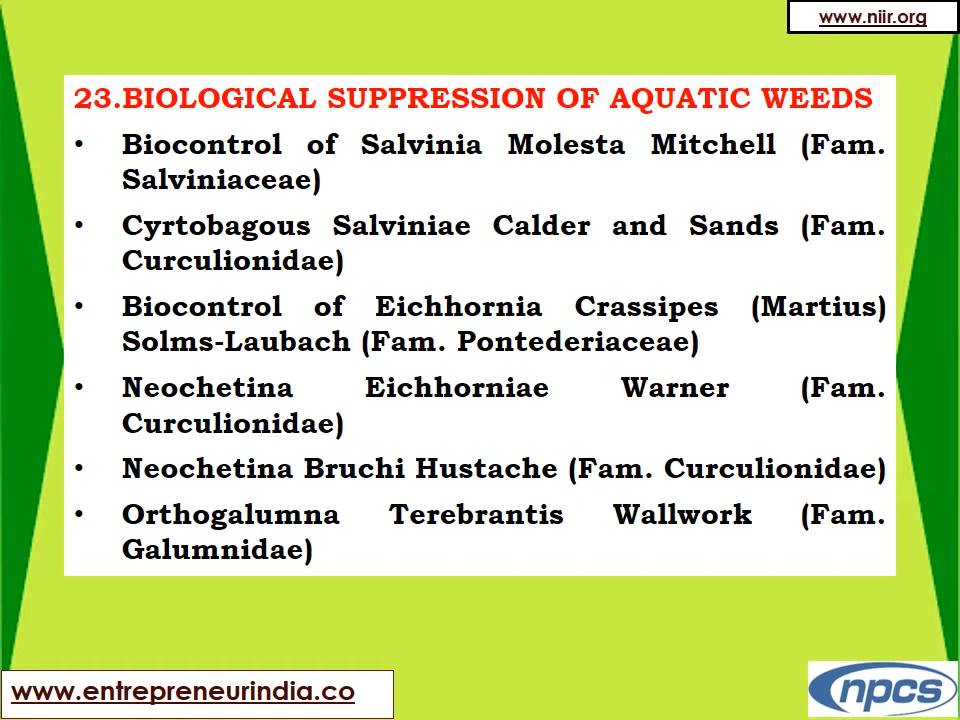 www.niir.org
23.BIOLOGICAL SUPPRESSION OF AQUATIC WEEDS
• Biocontrol of Salvinia Molesta Mitchell (Fam.
Salviniaceae)
• Cyrtobagous Salviniae Calder and Sands (Fam.
Curculionidae)
• Biocontrol of Eichhornia Crassipes (Martius)
Solms-Laubach (Fam. Pontederiaceae)
• Neochetina Eichhorniae Warner (Fam.
Curculionidae)
• Neochetina Bruchi Hustache (Fam. Curculionidae)
• Orthogalumna Terebrantis Wallwork (Fam.
Galumnidae)
www.entrepreneurindia.co
npcs